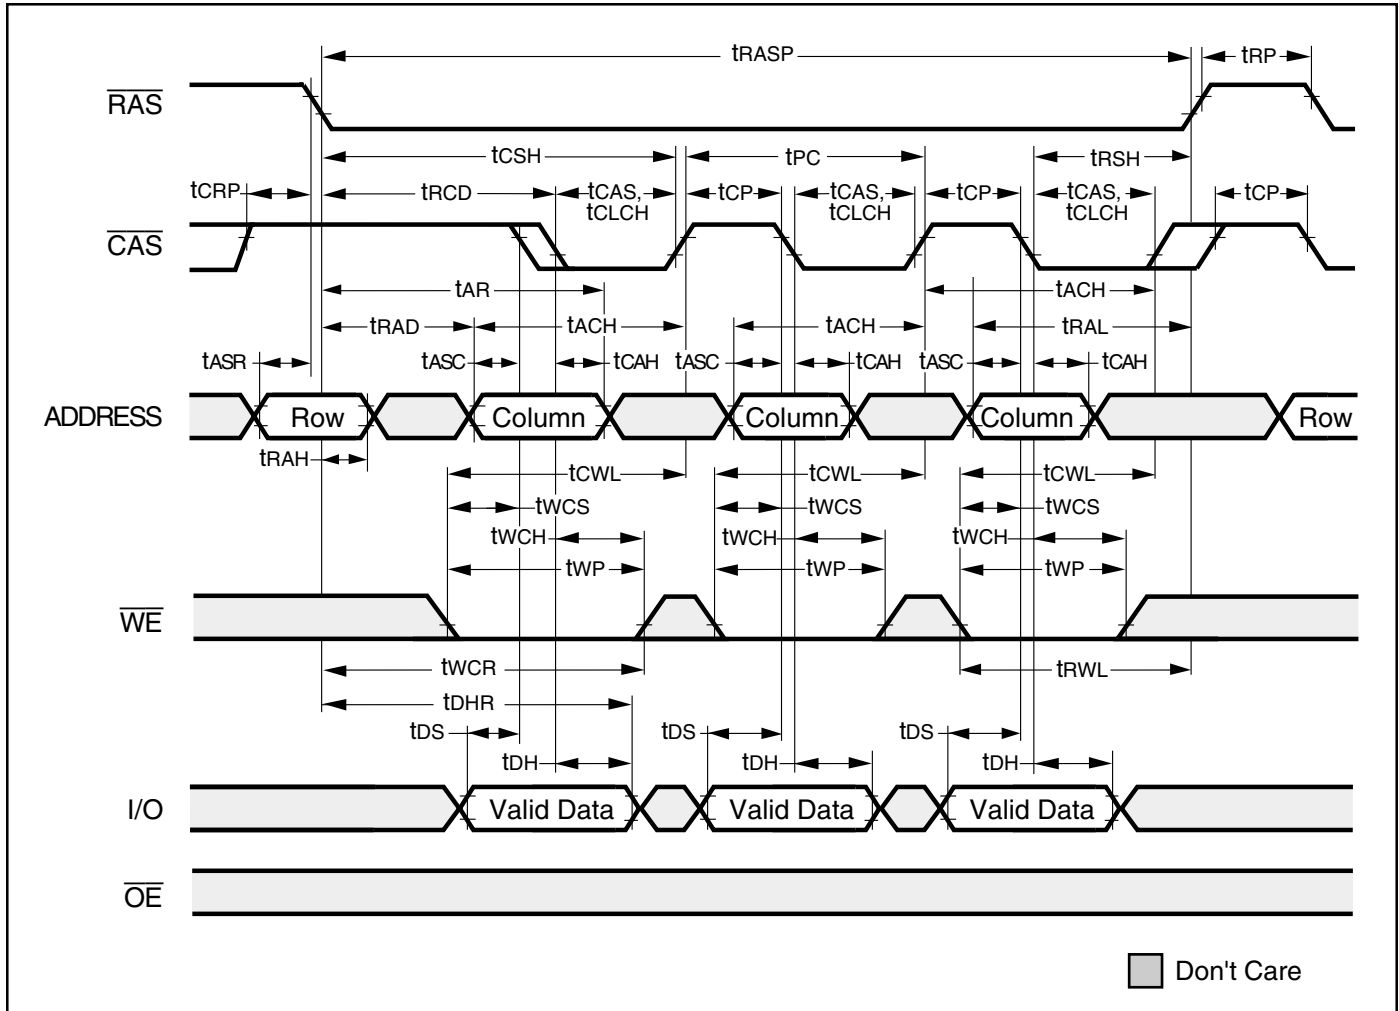 tRASP tRP
RAS
tCSH tPC tRSH
tCRP tRCD tCAS, tCLCH tCP tCAS, tCLCH tCP tCAS, tCLCH tCP
CAS
tAR tACH
tRAD tACH tACH tRAL
tASR tASC tCAH tASC tCAH tASC tCAH
ADDRESS Row Column Column Column Row
tRAH tCWL tCWL tCWL
tWCS tWCS tWCS
tWCH tWCH tWCH
tWP tWP tWP
WE
tWCR tRWL
tDHR
tDS tDS tDS
tDH tDH tDH
I/O Valid Data Valid Data Valid Data
OE
Don't Care